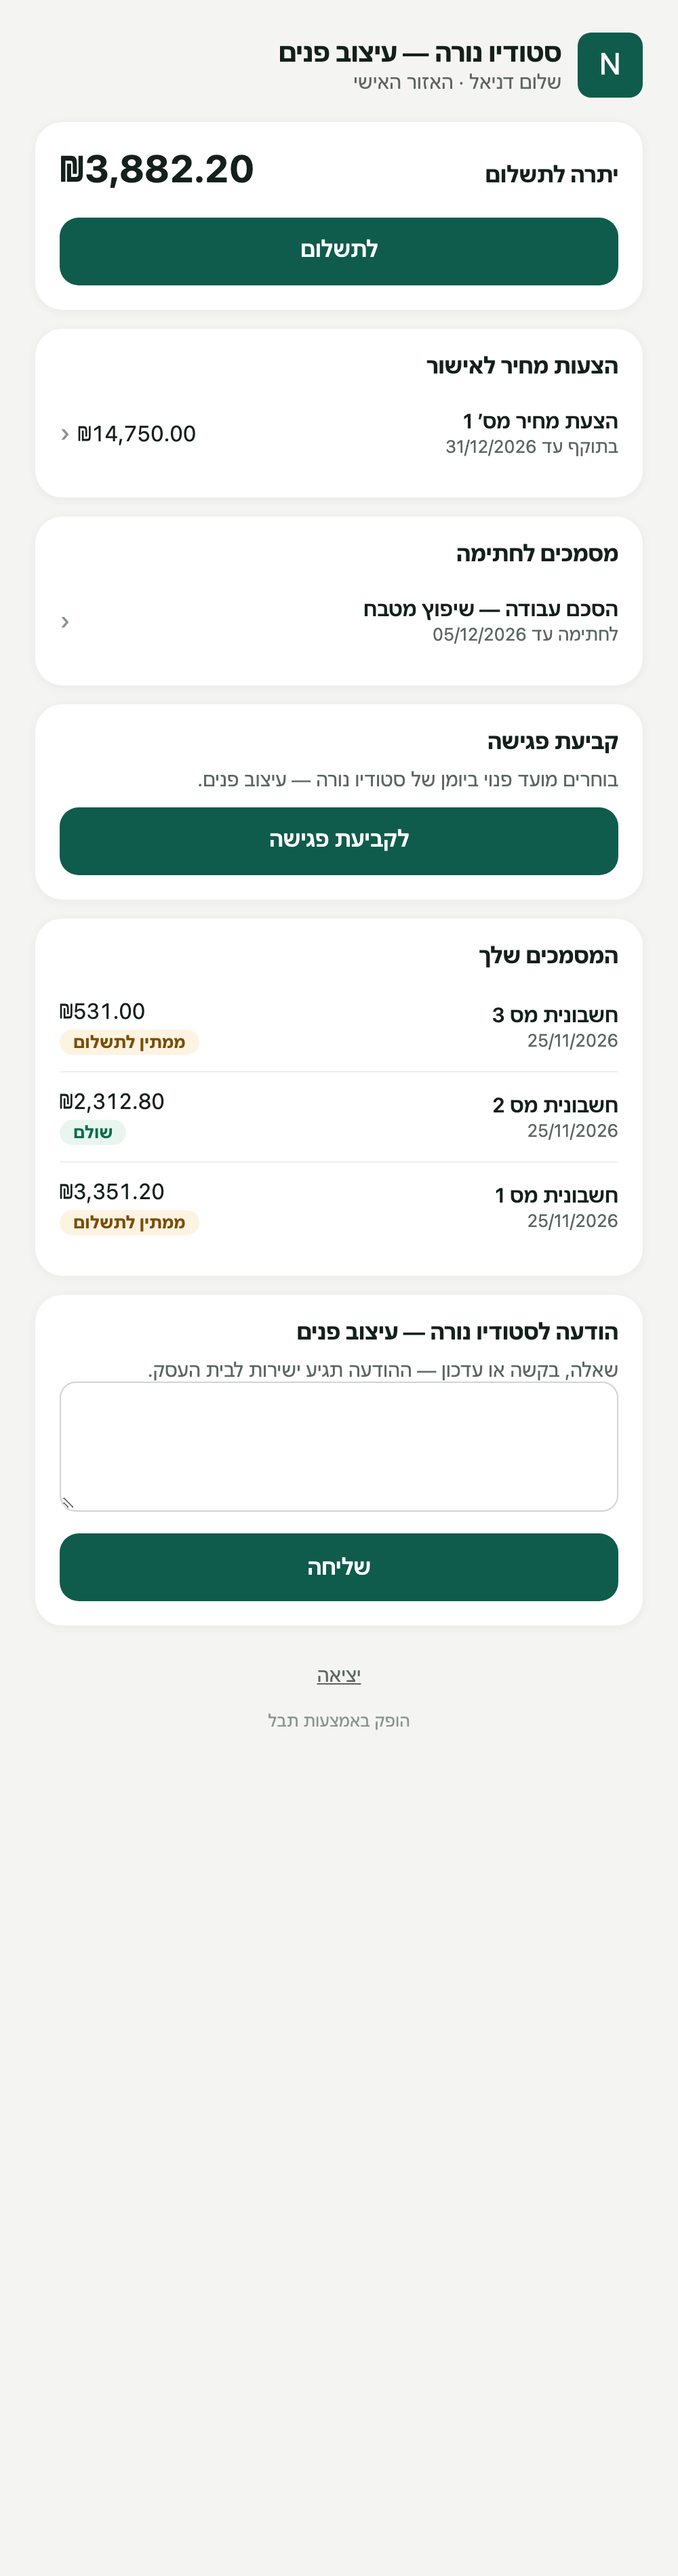 N
סטודיו נורה — עיצוב פנים
שלום דניאל · האזור האישי
יתרה לתשלום
₪3,882.20
לתשלום
הצעות מחיר לאישור
הצעת מחיר מס׳ 1
בתוקף עד 31/12/2026
₪14,750.00
מסמכים לחתימה
הסכם עבודה — שיפוץ מטבח
לחתימה עד 05/12/2026
קביעת פגישה
בוחרים מועד פנוי ביומן של סטודיו נורה — עיצוב פנים.
לקביעת פגישה
המסמכים שלך
חשבונית מס 3
25/11/2026
₪531.00
ממתין לתשלום
חשבונית מס 2
25/11/2026
₪2,312.80
שולם
חשבונית מס 1
25/11/2026
₪3,351.20
ממתין לתשלום
הודעה לסטודיו נורה — עיצוב פנים
שאלה, בקשה או עדכון — ההודעה תגיע ישירות לבית העסק.
שליחה
יציאה
הופק באמצעות תבל